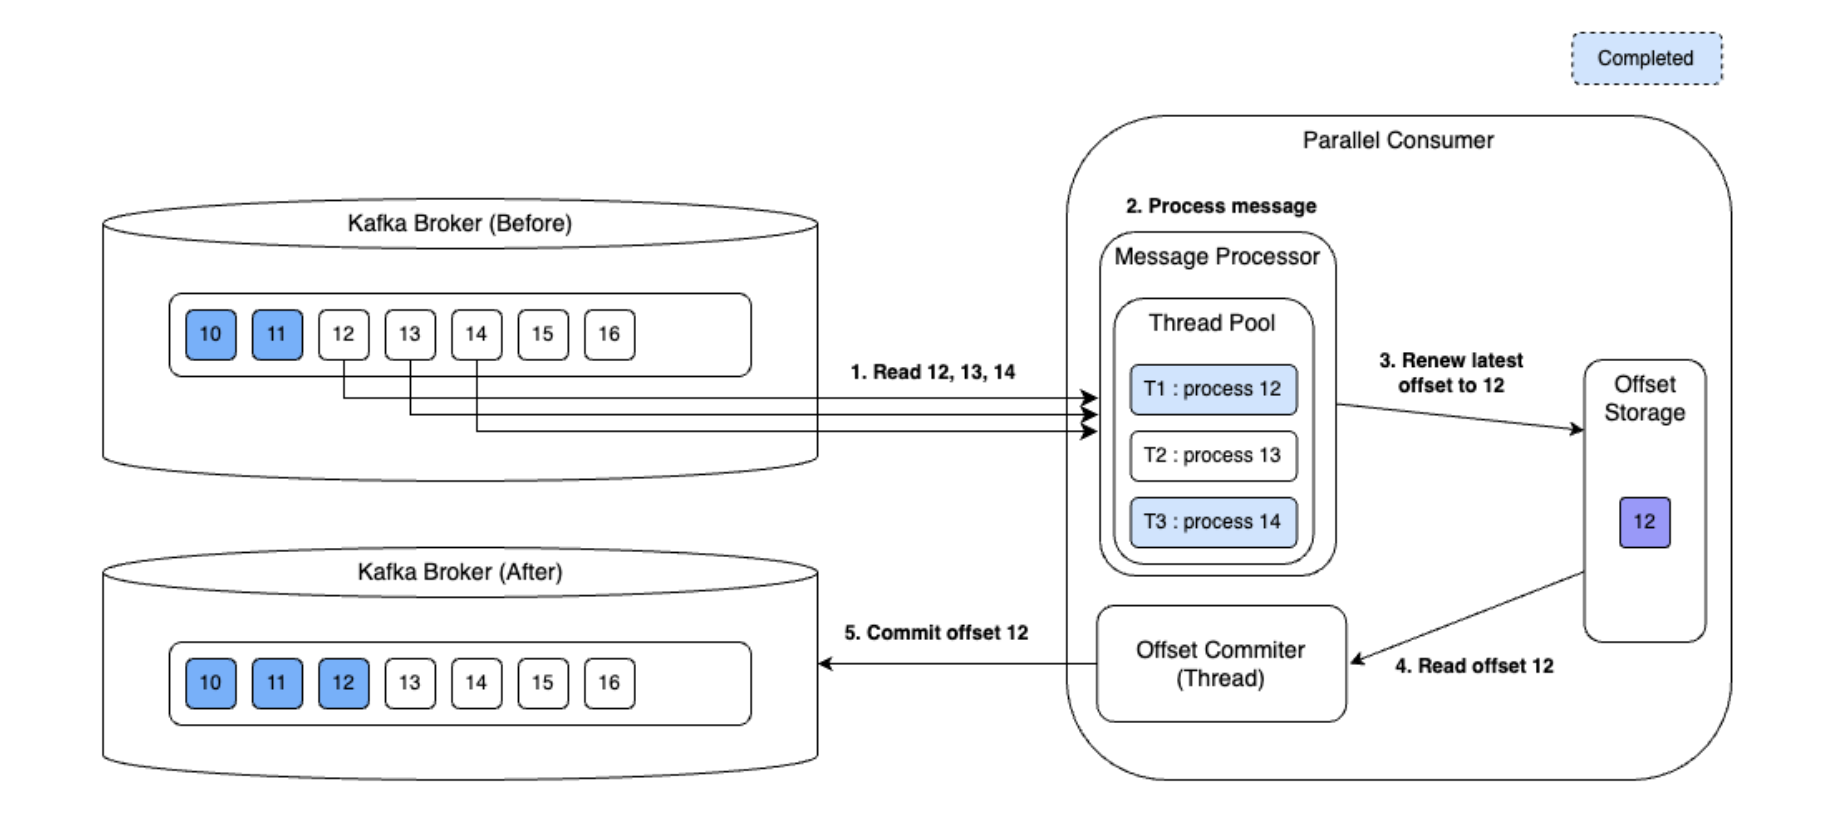 Completed
Parallel Consumer
Kafka Broker (Before)
10 11 12 13 14 15 16
1. Read 12, 13, 14
2. Process message
Message Processor
Thread Pool
T1 : process 12
T2 : process 13
T3 : process 14
3. Renew latest
offset to 12
Offset
Storage
12
4. Read offset 12
Offset Commiter
(Thread)
5. Commit offset 12
Kafka Broker (After)
10 11 12 13 14 15 16